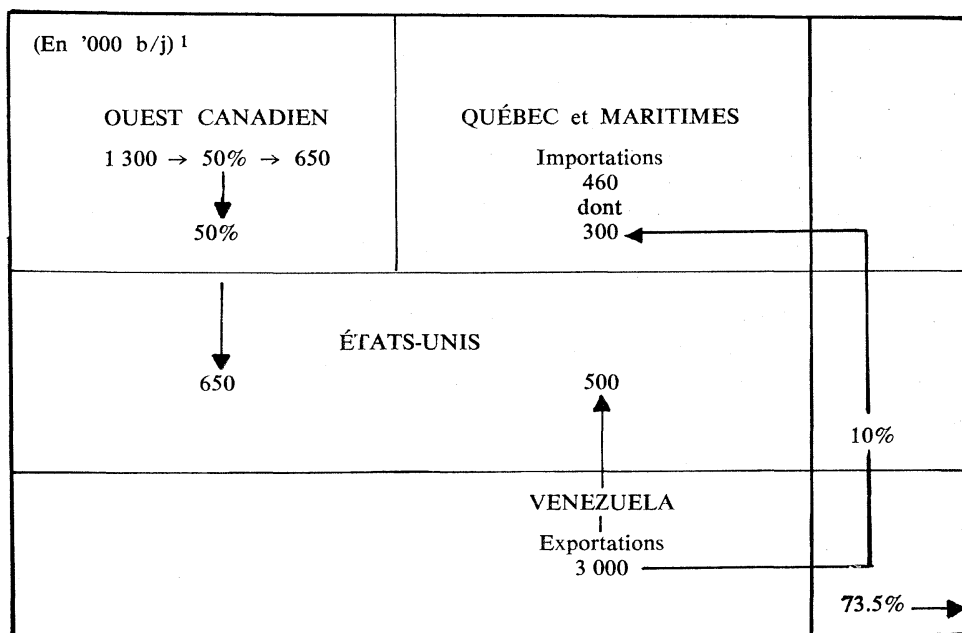 (En '000 b/j) 1
OUEST CANADIEN
1 300 → 50% → 650
50%
QUÉBEC et MARITIMES
Importations
460
dont
300
ÉTATS-UNIS
650
500
10%
VENEZUELA
Exportations
3 000
73.5%